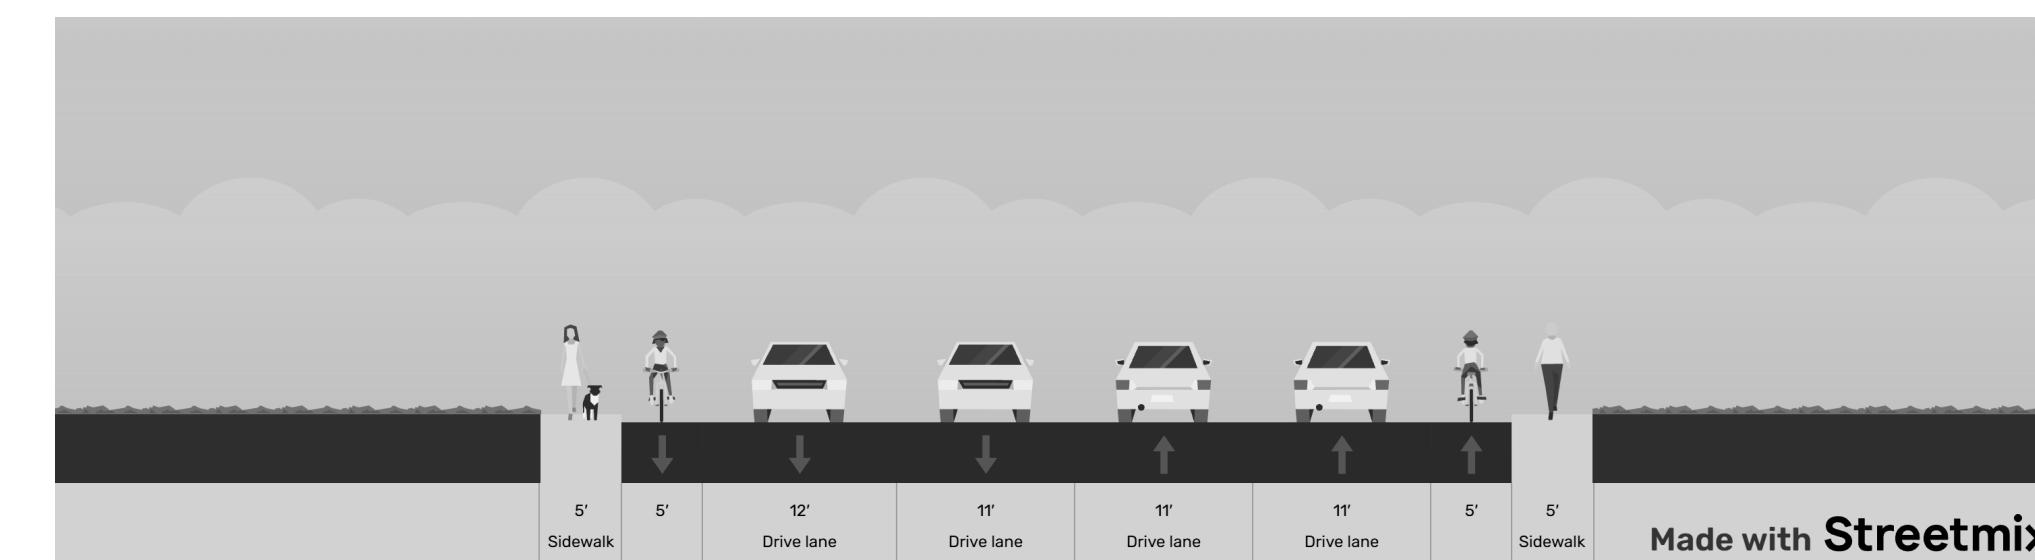 5′ 5′ 12′ 11′ 11′ 11′ 5′ 5′
Sidewalk Drive lane Drive lane Drive lane Drive lane Sidewalk
Made with Streetmix